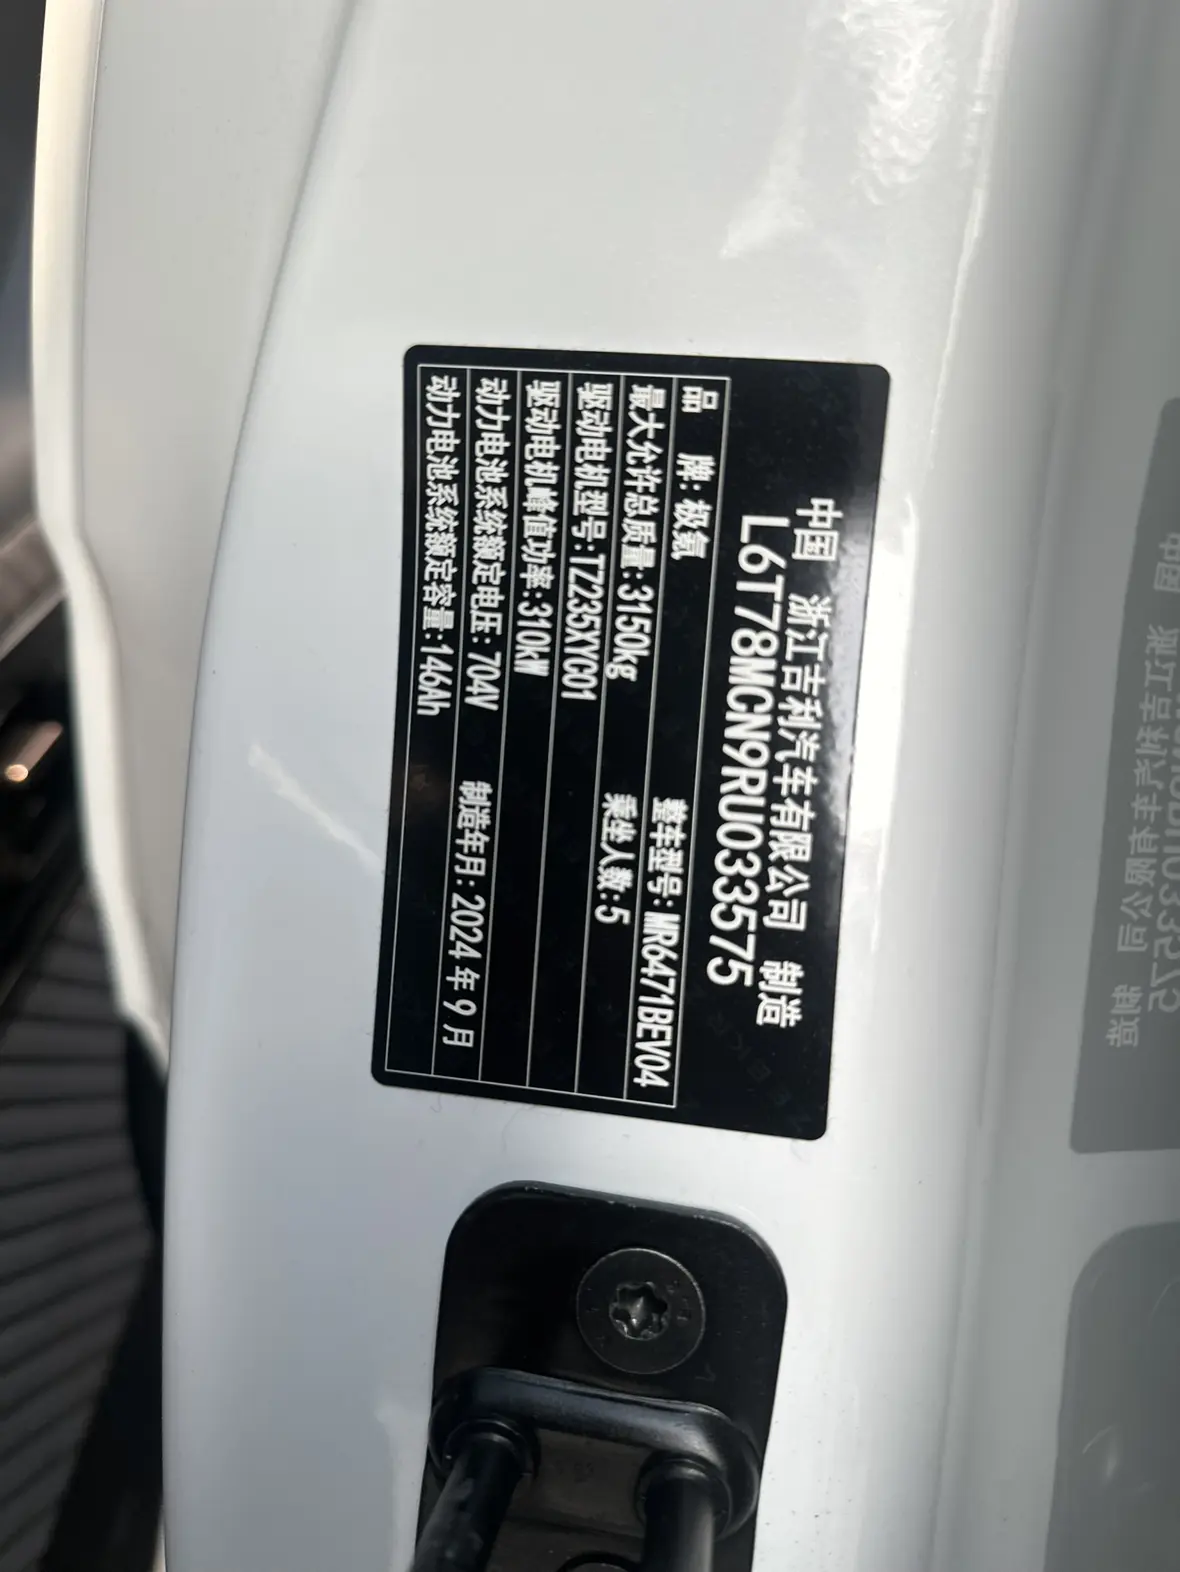 中国 浙江吉利汽车有限公司 制造
L6T78MCN9RU033575
品 牌:极氪 整车型号:MR6471BEV04
最大允许总质量:3150kg 乘坐人数:5
驱动电机型号:TZ235XYC01
驱动电机峰值功率:310kW
动力电池系统额定电压:704V 制造年月:2024年9月
动力电池系统额定容量:146Ah